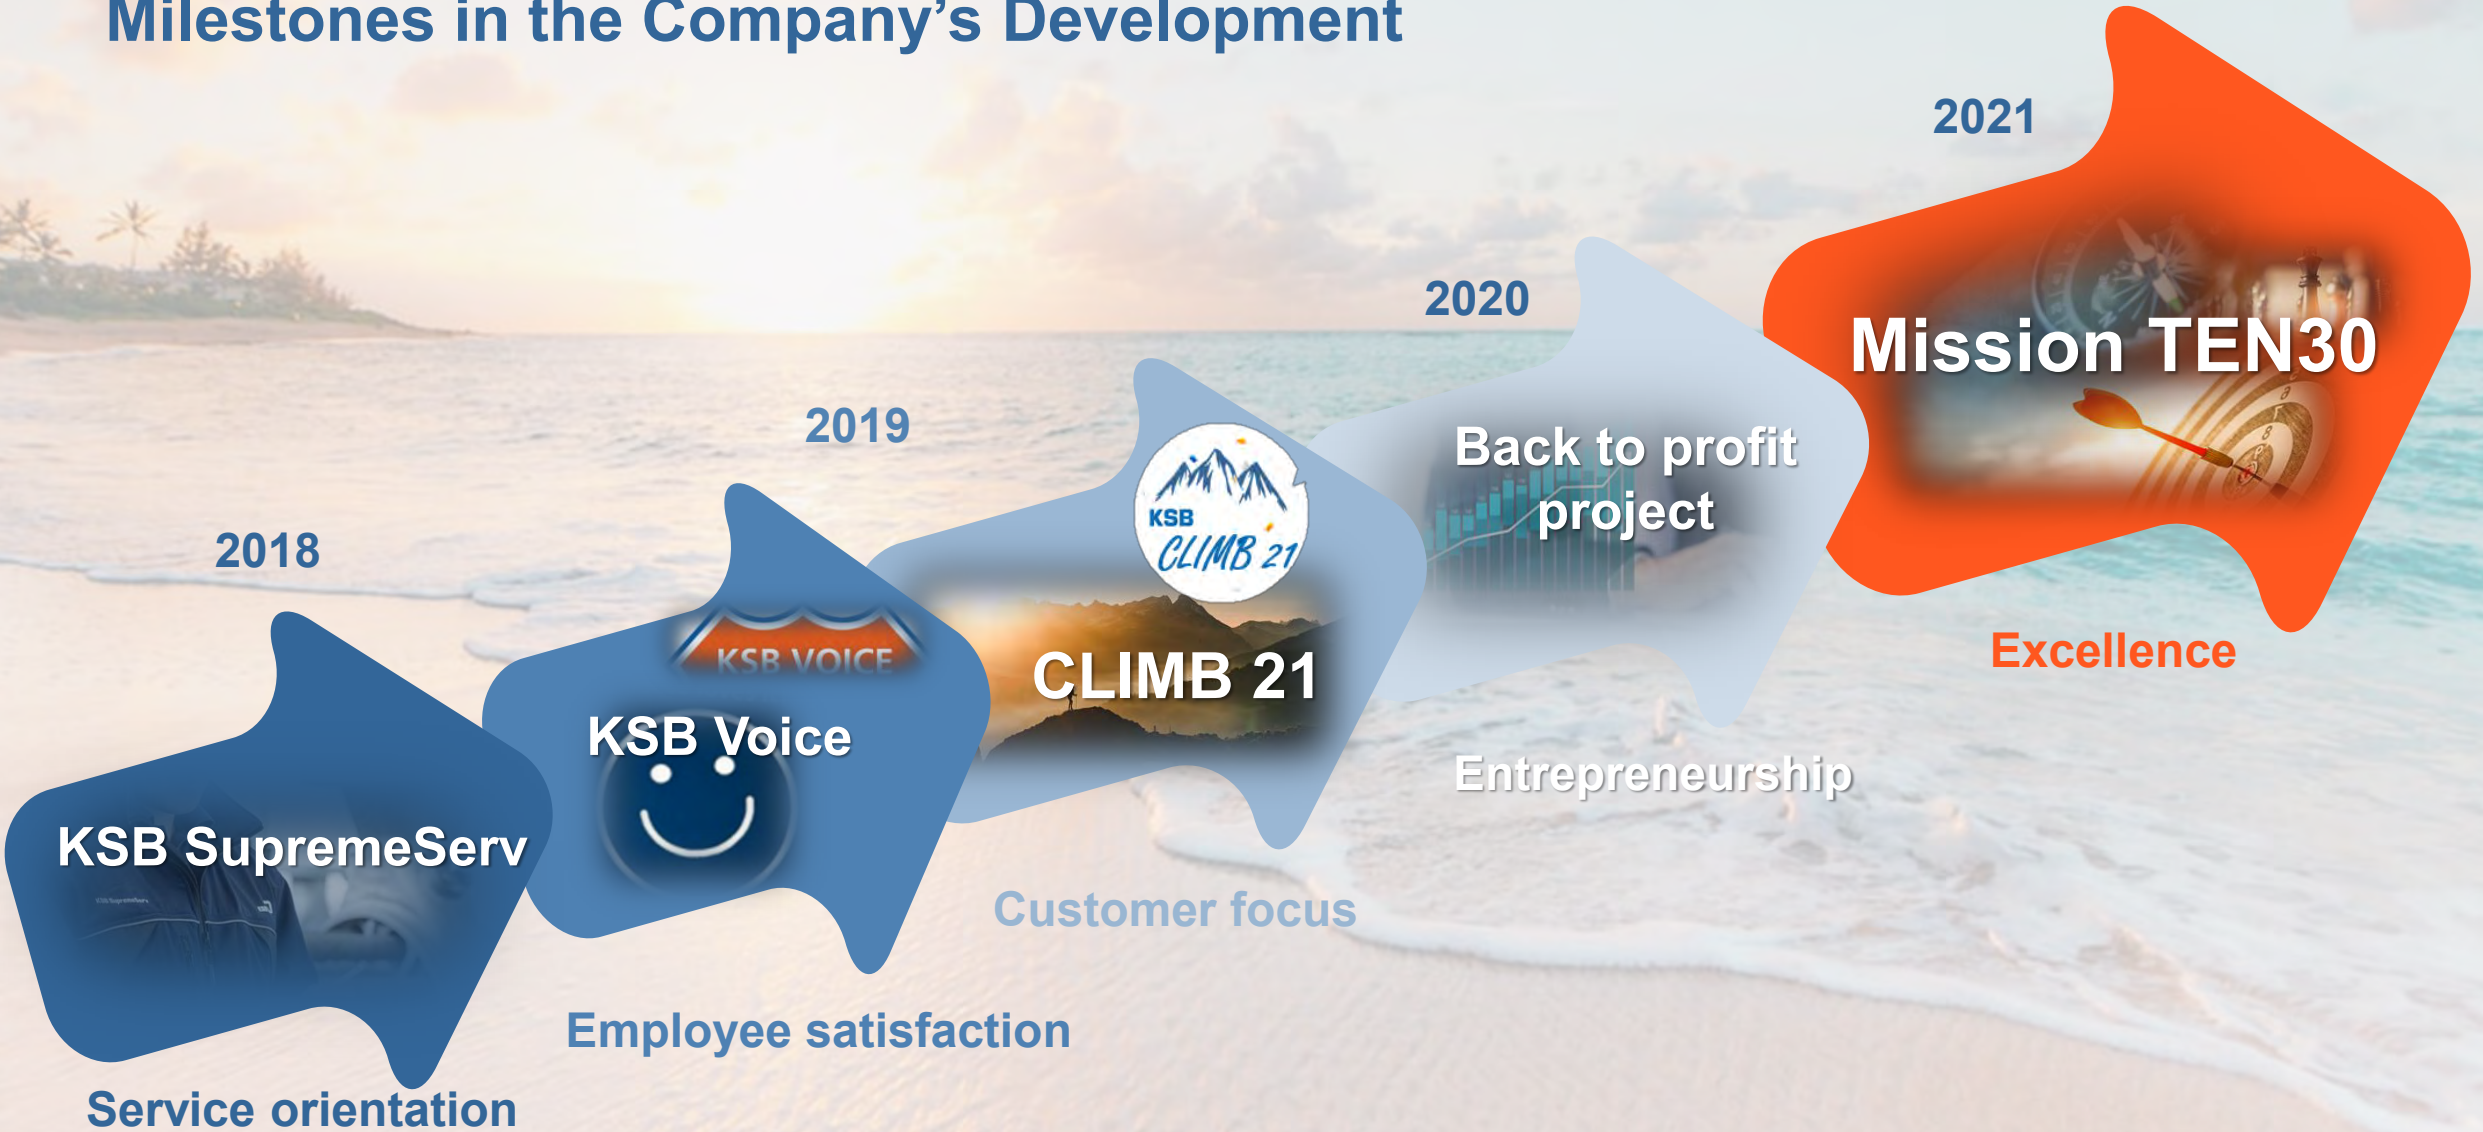 Milestones in the Company’s Development
2018
KSB SupremeServ
Service orientation
2019
KSB VOICE
KSB Voice
Employee satisfaction
KSB
CLIMB 21
CLIMB 21
Customer focus
2020
Back to profit
project
Entrepreneurship
2021
Mission TEN30
Excellence